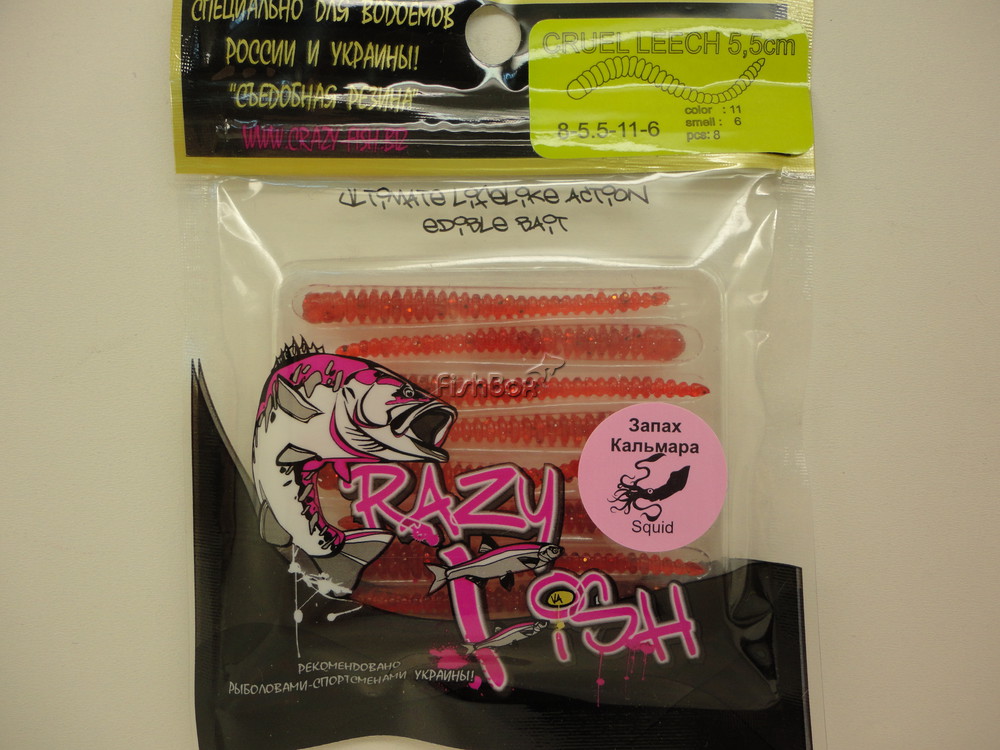 СПЕЦИАЛЬНО ДЛЯ ВОДОЕМОВ
РОССИИ И УКРАИНЫ!
"СЪЕДОБНАЯ РЕЗИНА"
WWW.CRAZY-FISH.BIZ
CRUEL LEECH 5,5cm
8-5.5-11-6
color : 11
smell : 6
pcs: 8
ULTIMATE LIFELIKE ACTION
EDIBLE BAIT
FishBox
Запах
Кальмара
Squid
CRAZY
FISH
РЕКОМЕНДОВАНО
РЫБОЛОВАМИ-СПОРТСМЕНАМИ УКРАИНЫ!